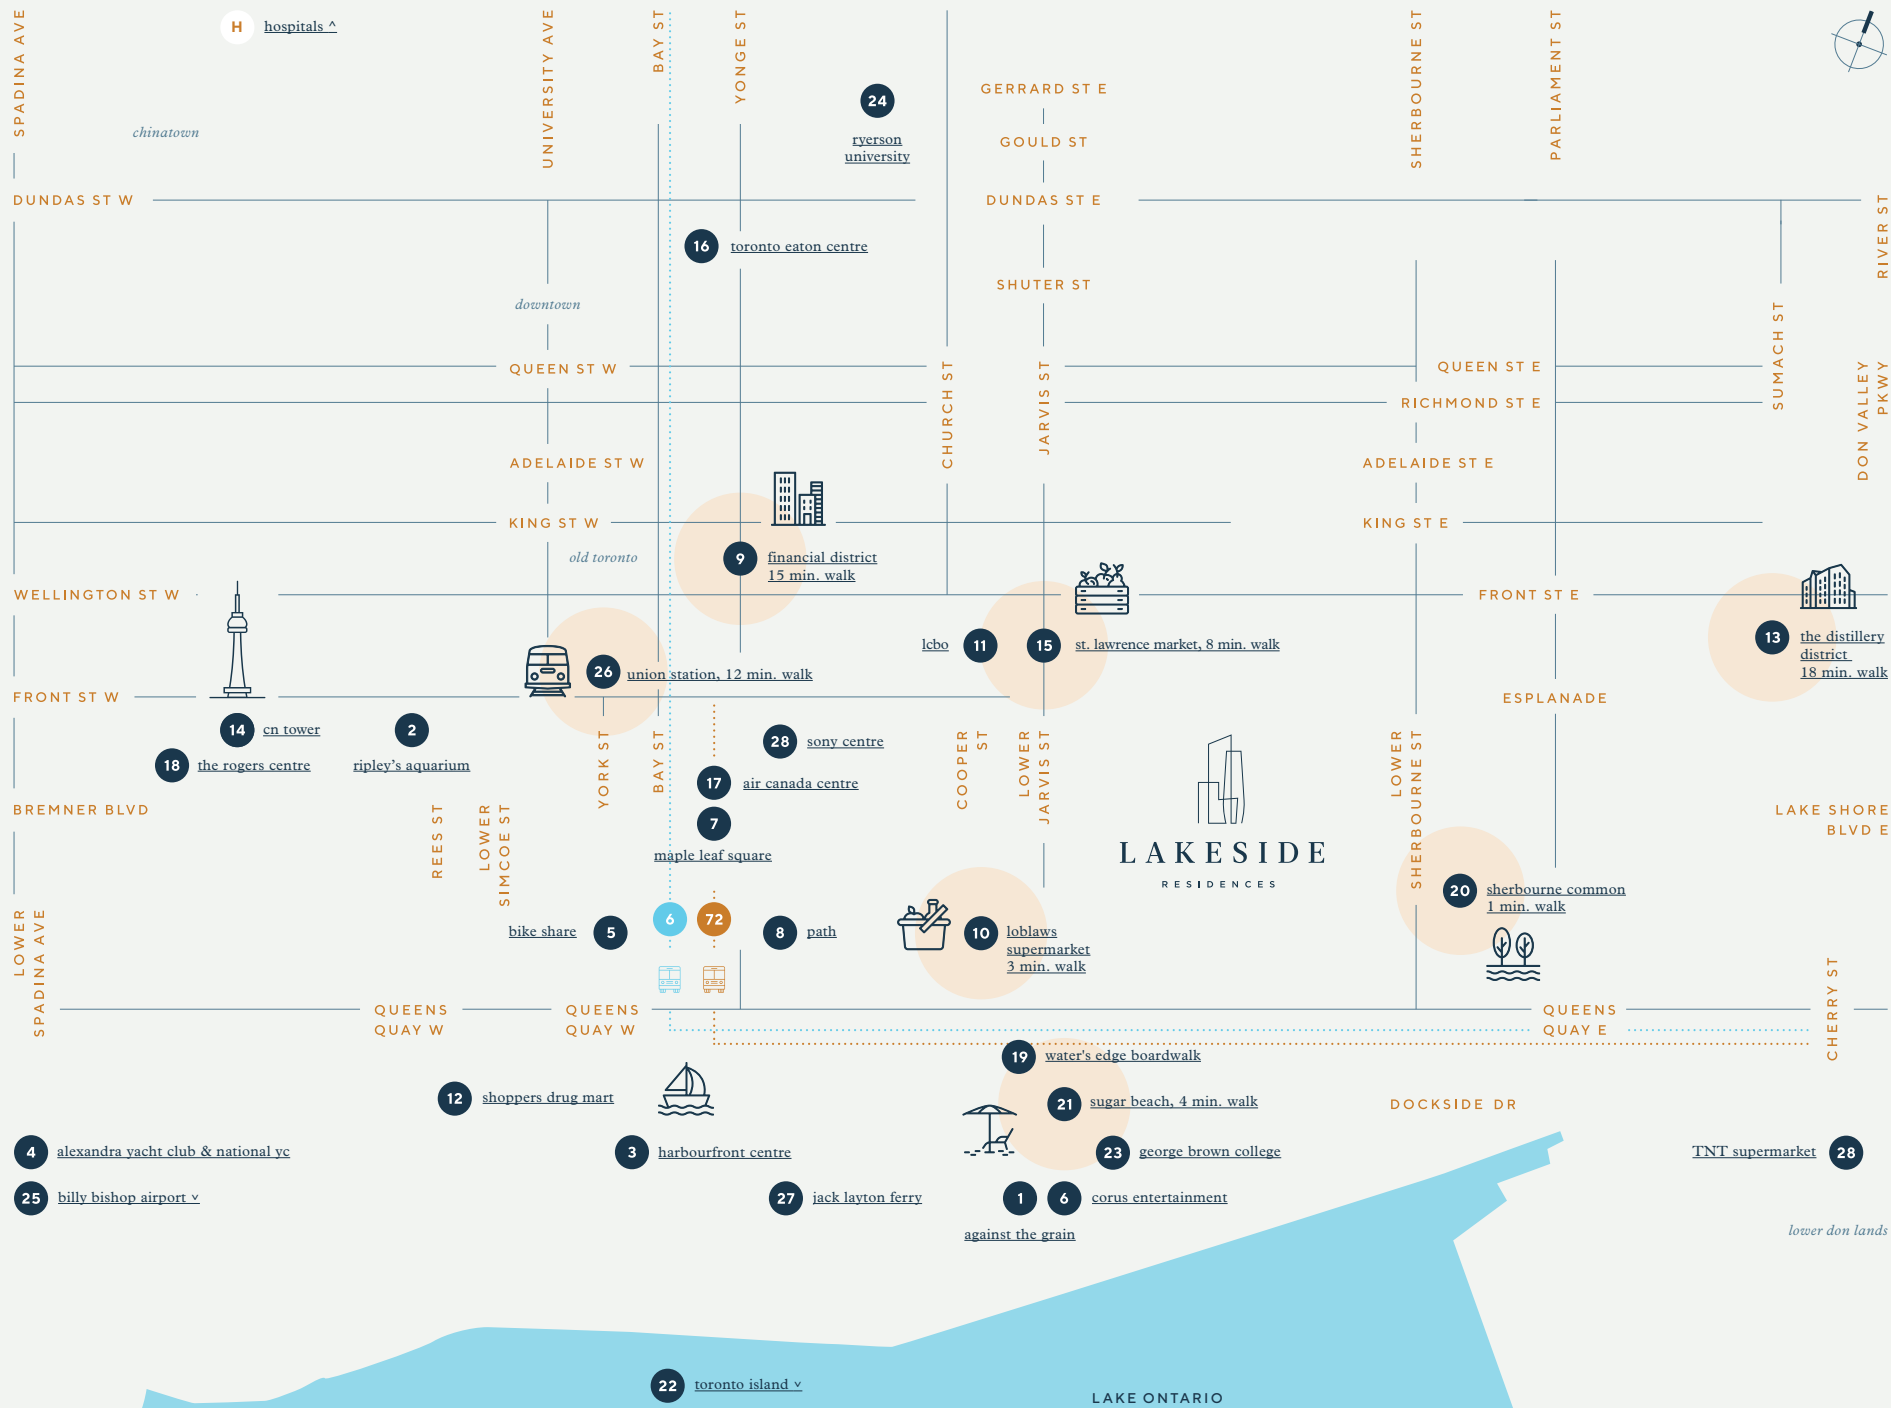 H hospitals ^
SPADINA AVE
UNIVERSITY AVE
BAY ST
YONGE ST
SHERBOURNE ST
PARLIAMENT ST
GERRARD ST E
24
ryerson
university
chinatown
GOULD ST
DUNDAS ST W
DUNDAS ST E
RIVER ST
16 toronto eaton centre
SHUTER ST
downtown
QUEEN ST W
QUEEN ST E
CHURCH ST
JARVIS ST
SUMACH ST
DON VALLEY
PKWY
RICHMOND ST E
ADELAIDE ST W
ADELAIDE ST E
KING ST W
KING ST E
old toronto
9 financial district
15 min. walk
WELLINGTON ST W
FRONT ST E
11 lcbo
15 st. lawrence market, 8 min. walk
13 the distillery
district
18 min. walk
26 union station, 12 min. walk
FRONT ST W
ESPLANADE
14 cn tower
2
ripley's aquarium
18 the rogers centre
28 sony centre
17 air canada centre
7
maple leaf square
YORK ST
BAY ST
COOPER
ST
LOWER
JARVIS ST
LOWER
SHERBOURNE ST
BREMNER BLVD
REES ST
LOWER
SIMCOE ST
LAKE SHORE
BLVD E
LAKESIDE
RESIDENCES
20 sherbourne common
1 min. walk
bike share 5
6
72
8 path
10 loblaws
supermarket
3 min. walk
LOWER
SPADINA AVE
CHERRY ST
QUEENS
QUAY W
QUEENS
QUAY W
QUEENS
QUAY E
19 water's edge boardwalk
12 shoppers drug mart
21 sugar beach, 4 min. walk
DOCKSIDE DR
4 alexandra yacht club & national yc
3 harbourfront centre
23 george brown college
TNT supermarket 28
25 billy bishop airport v
27 jack layton ferry
1
6 corus entertainment
against the grain
lower don lands
22 toronto island v
LAKE ONTARIO